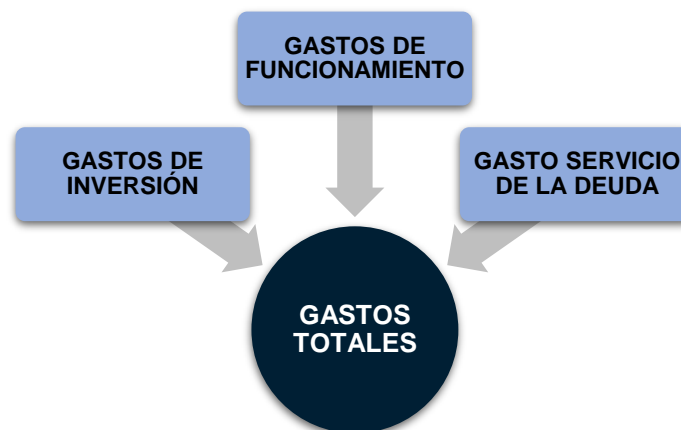 GASTOS DE
FUNCIONAMIENTO
GASTOS DE
INVERSIÓN
GASTO SERVICIO
DE LA DEUDA
GASTOS
TOTALES